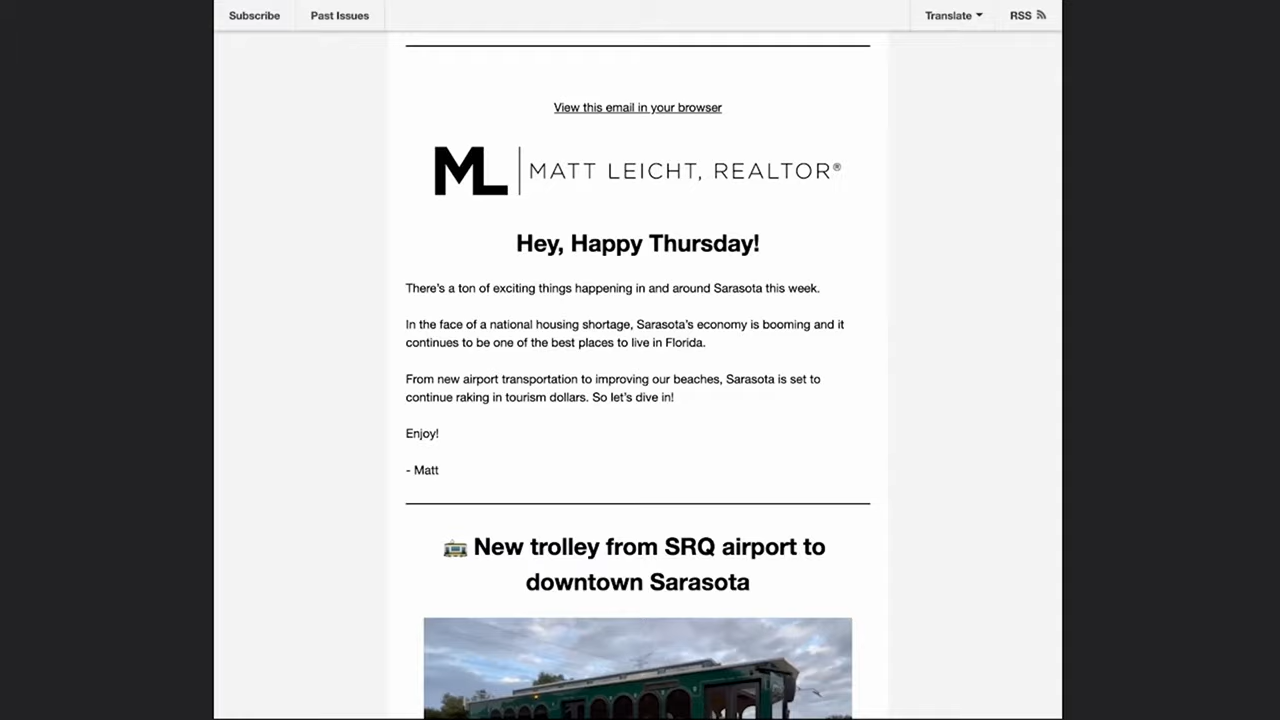 Subscribe
Past Issues
Translate
RSS
View this email in your browser
ML | MATT LEICHT, REALTOR®
Hey, Happy Thursday!
There's a ton of exciting things happening in and around Sarasota this week.
In the face of a national housing shortage, Sarasota's economy is booming and it
continues to be one of the best places to live in Florida.
From new airport transportation to improving our beaches, Sarasota is set to
continue raking in tourism dollars. So let's dive in!
Enjoy!
- Matt
🚋 New trolley from SRQ airport to
downtown Sarasota